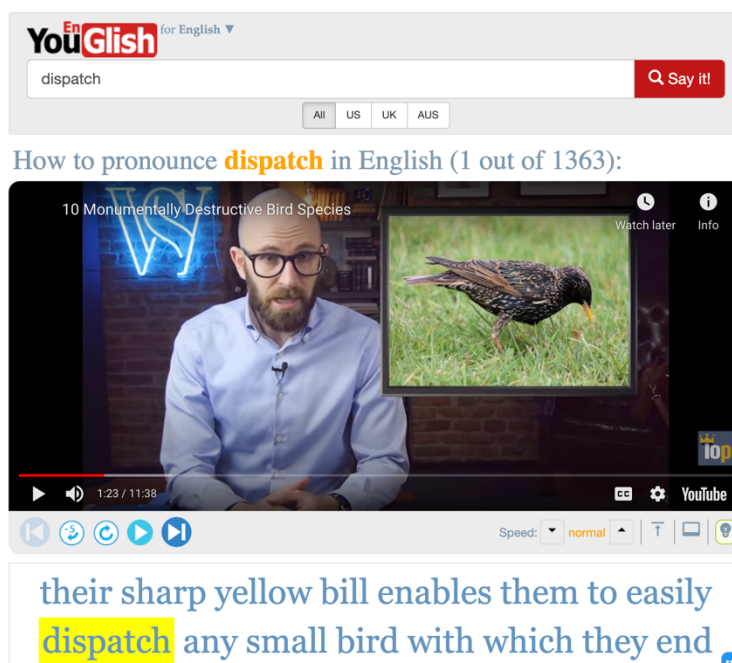 YouGlish
En
for English ▼
dispatch
Say it!
All US UK AUS
How to pronounce dispatch in English (1 out of 1363):
10 Monumentally Destructive Bird Species
Watch later
Info
Top
1:23 / 11:38
CC
YouTube
5
Speed: normal
their sharp yellow bill enables them to easily
dispatch any small bird with which they end